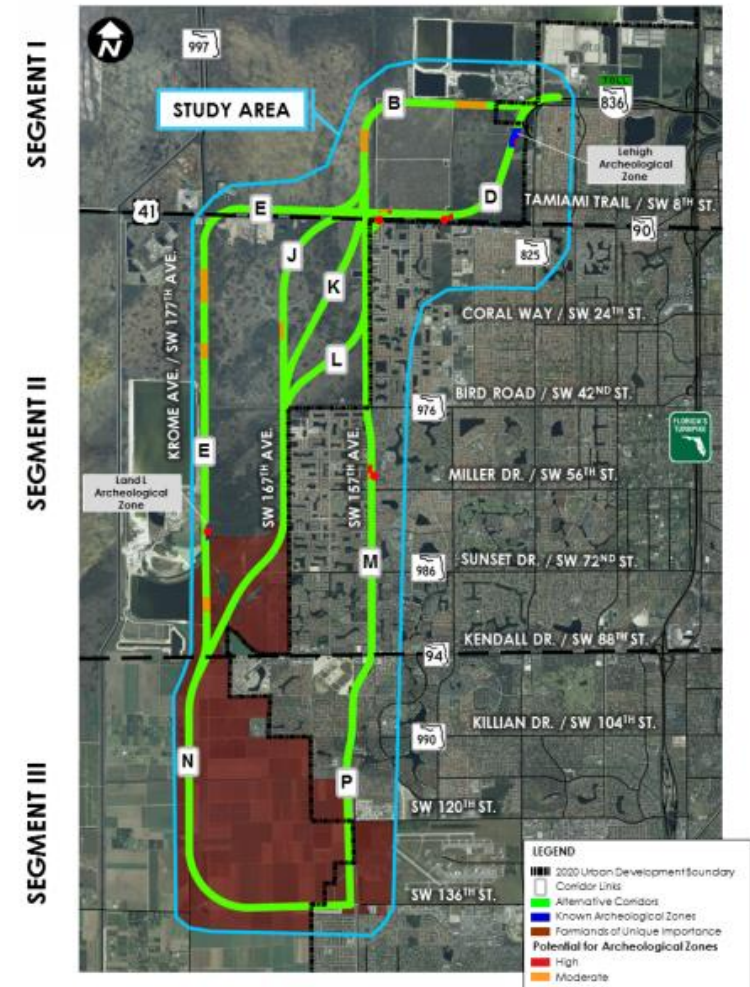 SEGMENT I
SEGMENT II
SEGMENT III
N
997
STUDY AREA
B
TOLL
836
Lehigh
Archeological
Zone
D
TAMIAMI TRAIL / SW 8TH ST.
41
E
90
825
J
K
L
KROME AVE. / SW 177TH AVE.
CORAL WAY / SW 24TH ST.
BIRD ROAD / SW 42ND ST.
976
FLORIDA'S
TURNPIKE
E
SW 167TH AVE.
SW 157TH AVE.
MILLER DR. / SW 56TH ST.
Land L
Archeological
Zone
M
SUNSET DR. / SW 72ND ST.
986
KENDALL DR. / SW 88TH ST.
94
KILLIAN DR. / SW 104TH ST.
990
N
P
SW 120TH ST.
SW 136TH ST.
LEGEND
2020 Urban Development Boundary
Corridor Links
Alternative Corridors
Known Archeological Zones
Farmlands of Unique Importance
Potential for Archeological Zones
High
Moderate